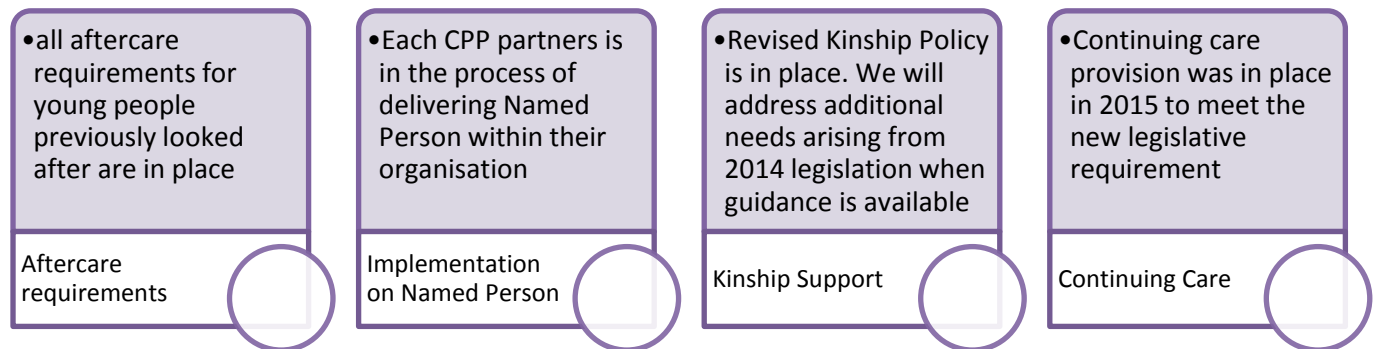 •all aftercare
requirements for
young people
previously looked
after are in place
Aftercare
requirements
•Each CPP partners is
in the process of
delivering Named
Person within their
organisation
Implementation
on Named Person
•Revised Kinship Policy
is in place. We will
address additional
needs arising from
2014 legislation when
guidance is available
Kinship Support
•Continuing care
provision was in place
in 2015 to meet the
new legislative
requirement
Continuing Care